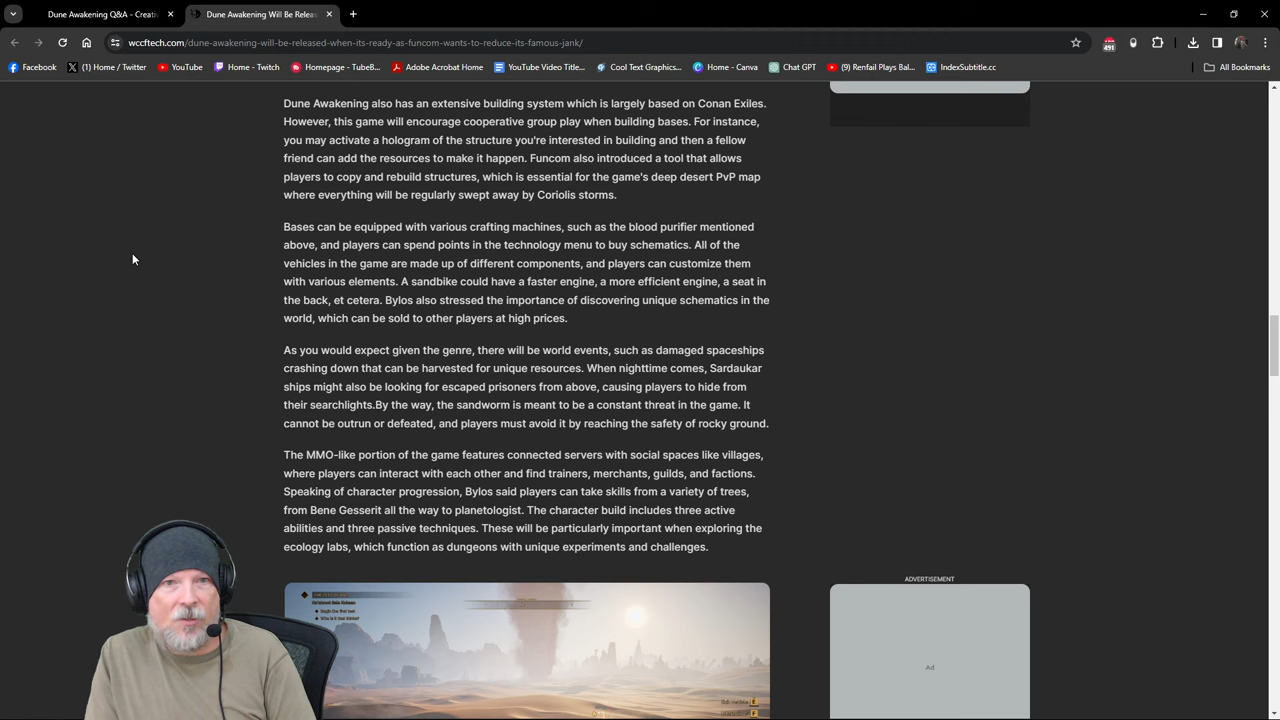 Dune Awakening Q&A - Creativ
Dune Awakening Will Be Relea
wccftech.com/dune-awakening-will-be-released-when-its-ready-as-funcom-wants-to-reduce-its-famous-jank/
491
Facebook
(1) Home / Twitter
YouTube
Home - Twitch
Homepage - TubeB...
Adobe Acrobat Home
YouTube Video Title...
Cool Text Graphics...
Home - Canva
Chat GPT
(9) Renfail Plays Bal...
IndexSubtitle.cc
All Bookmarks
Dune Awakening also has an extensive building system which is largely based on Conan Exiles.
However, this game will encourage cooperative group play when building bases. For instance,
you may activate a hologram of the structure you're interested in building and then a fellow
friend can add the resources to make it happen. Funcom also introduced a tool that allows
players to copy and rebuild structures, which is essential for the game's deep desert PvP map
where everything will be regularly swept away by Coriolis storms.
Bases can be equipped with various crafting machines, such as the blood purifier mentioned
above, and players can spend points in the technology menu to buy schematics. All of the
vehicles in the game are made up of different components, and players can customize them
with various elements. A sandbike could have a faster engine, a more efficient engine, a seat in
the back, et cetera. Bylos also stressed the importance of discovering unique schematics in the
world, which can be sold to other players at high prices.
As you would expect given the genre, there will be world events, such as damaged spaceships
crashing down that can be harvested for unique resources. When nighttime comes, Sardaukar
ships might also be looking for escaped prisoners from above, causing players to hide from
their searchlights.By the way, the sandworm is meant to be a constant threat in the game. It
cannot be outrun or defeated, and players must avoid it by reaching the safety of rocky ground.
The MMO-like portion of the game features connected servers with social spaces like villages,
where players can interact with each other and find trainers, merchants, guilds, and factions.
Speaking of character progression, Bylos said players can take skills from a variety of trees,
from Bene Gesserit all the way to planetologist. The character build includes three active
abilities and three passive techniques. These will be particularly important when exploring the
ecology labs, which function as dungeons with unique experiments and challenges.
ADVERTISEMENT
Ad